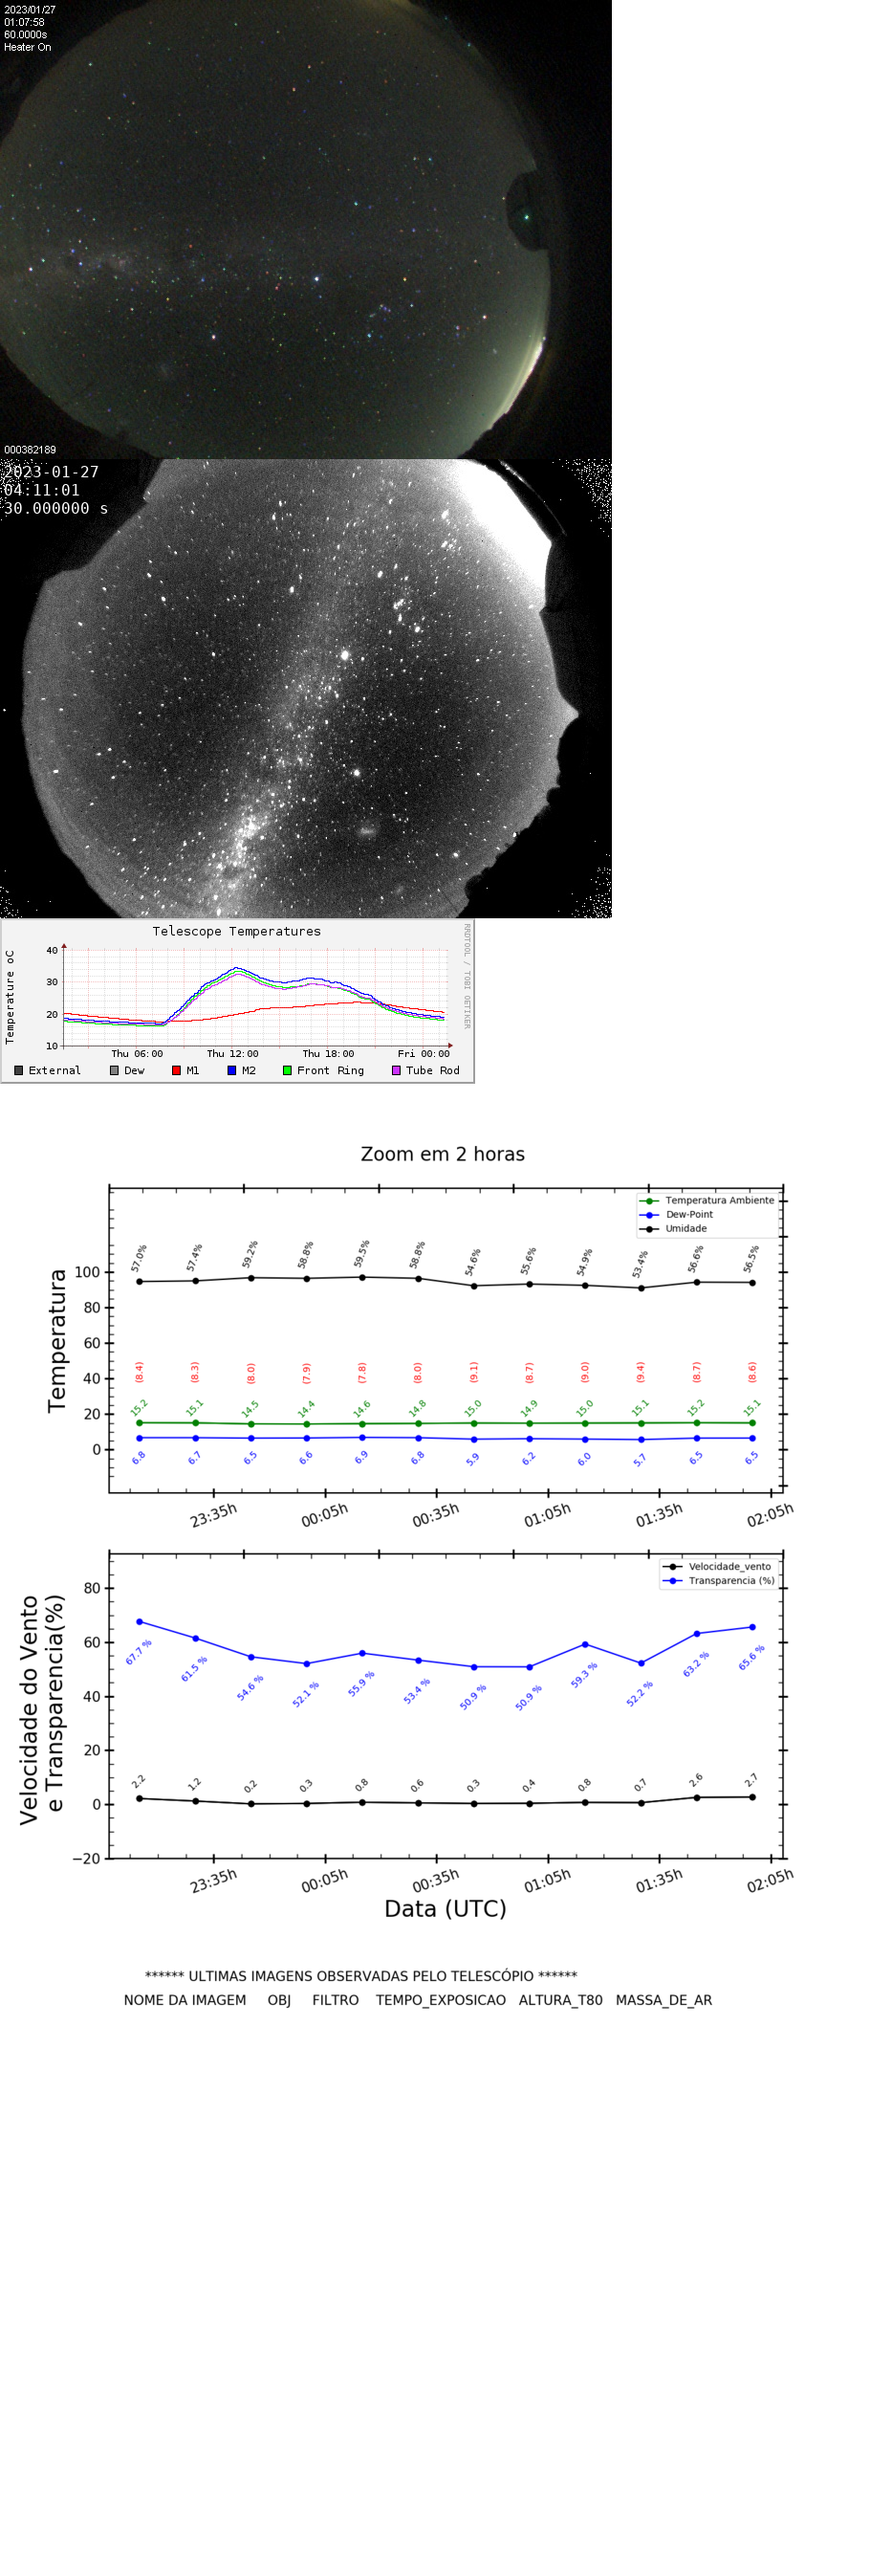 2023/01/27
01:07:58
60.0000s
Heater On
000382189
2023-01-27
04:11:01
30.000000 s
Telescope Temperatures
RRDTOOL / TOBI OETIKER
Temperature oC
40
30
20
10
Thu 06:00 Thu 12:00 Thu 18:00 Fri 00:00
External Dew M1 M2 Front Ring Tube Rod
Zoom em 2 horas
Temperatura Ambiente
Dew-Point
Umidade
Temperatura
57.0% 57.4% 59.2% 58.8% 59.5% 58.8% 54.6% 55.6% 54.9% 53.4% 56.6% 56.5%
100
80
60
40
20
0
(8.4) (8.3) (8.0) (7.9) (7.8) (8.0) (9.1) (8.7) (9.0) (9.4) (8.7) (8.6)
15.2 15.1 14.5 14.4 14.6 14.8 15.0 14.9 15.0 15.1 15.2 15.1
6.8 6.7 6.5 6.6 6.9 6.8 5.9 6.2 6.0 5.7 6.5 6.5
23:35h 00:05h 00:35h 01:05h 01:35h 02:05h
Velocidade_vento
Transparencia (%)
Velocidade do Vento
e Transparencia(%)
80
60
40
20
0
−20
67.7 % 61.5 % 54.6 % 52.1 % 55.9 % 53.4 % 50.9 % 50.9 % 59.3 % 52.2 % 63.2 % 65.6 %
2.2 1.2 0.2 0.3 0.8 0.6 0.3 0.4 0.8 0.7 2.6 2.7
23:35h 00:05h 00:35h 01:05h 01:35h 02:05h
Data (UTC)
****** ULTIMAS IMAGENS OBSERVADAS PELO TELESCÓPIO ******
NOME DA IMAGEM OBJ FILTRO TEMPO_EXPOSICAO ALTURA_T80 MASSA_DE_AR